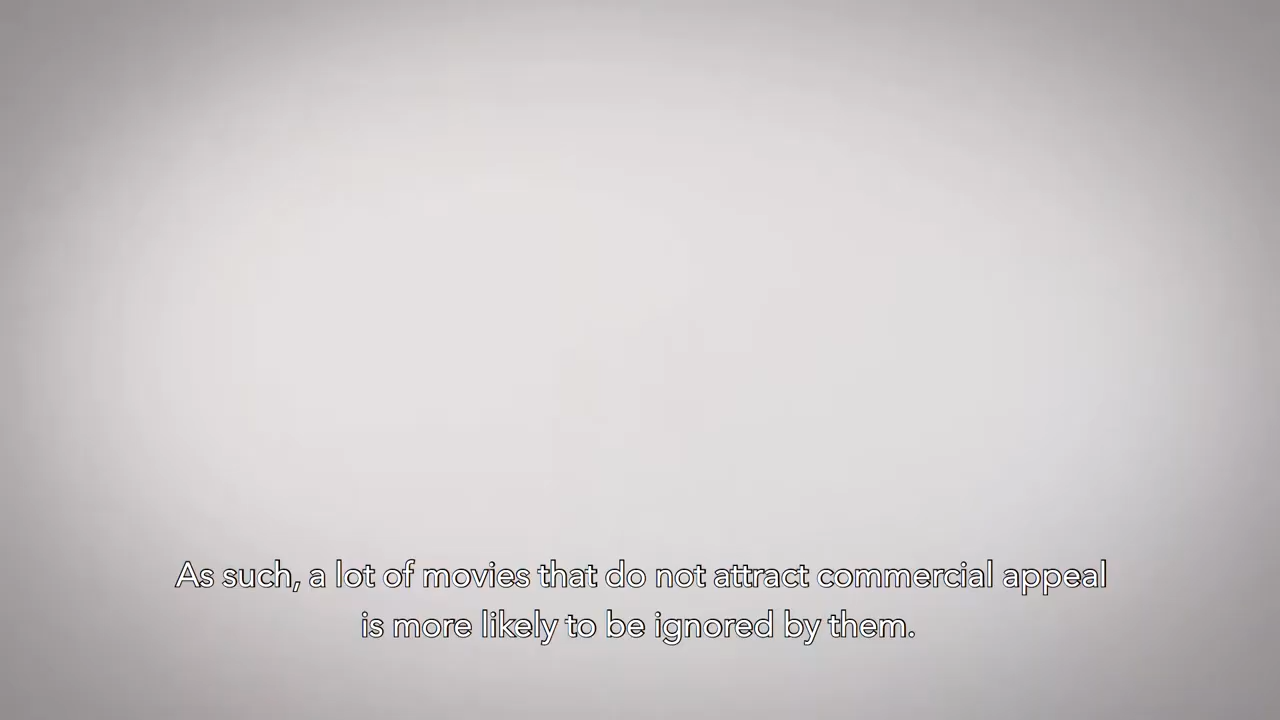 As such, a lot of movies that do not attract commercial appeal
is more likely to be ignored by them.